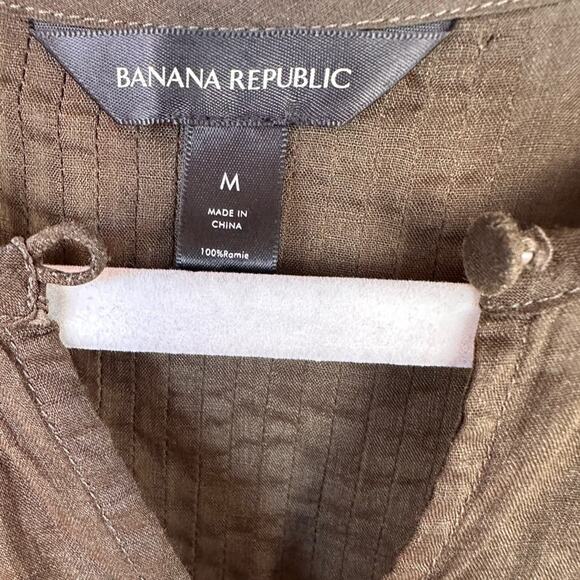 BANANA REPUBLIC
M
MADE IN
CHINA
100%Ramie